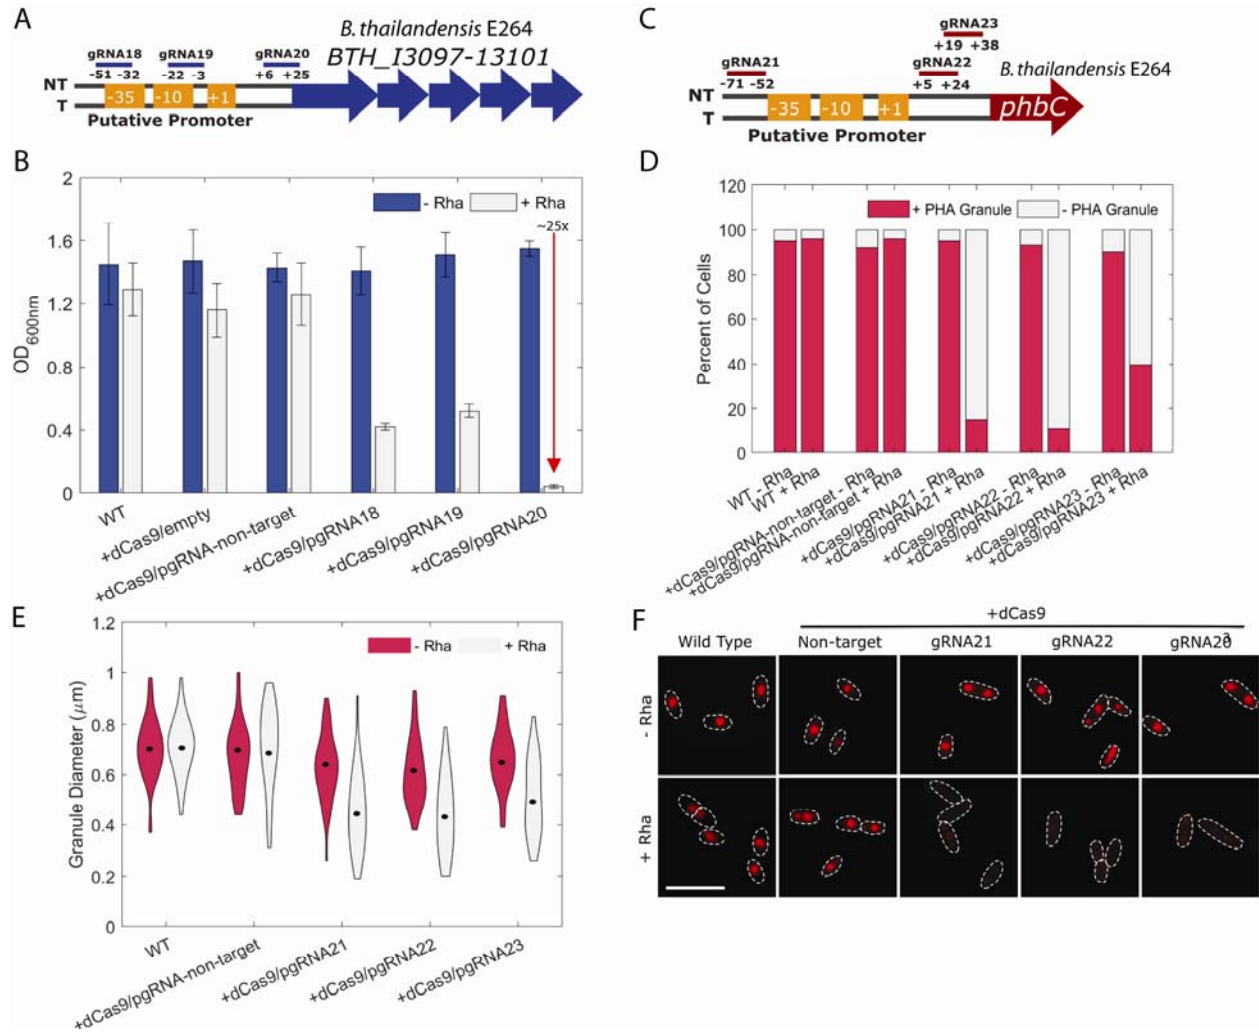 A
B. thailandensis E264
BTH_I3097-13101
gRNA18 gRNA19 gRNA20
-51 -32 -22 -3 +6 +25
NT
T
-35 -10 +1
Putative Promoter
C
gRNA23
+19 +38
gRNA21 gRNA22
-71 -52 +5 +24
B. thailandensis E264
NT
T
-35 -10 +1 phbC
Putative Promoter
B
OD600nm
2
1.6
1.2
0.8
0.4
0
- Rha + Rha
~25x
WT
+dCas9/empty
+dCas9/pgRNA-non-target
+dCas9/pgRNA18
+dCas9/pgRNA19
+dCas9/pgRNA20
D
Percent of Cells
120
100
80
60
40
20
0
+ PHA Granule - PHA Granule
WT - Rha
WT + Rha
+dCas9/pgRNA-non-target - Rha
+dCas9/pgRNA-non-target + Rha
+dCas9/pgRNA21 - Rha
+dCas9/pgRNA21 + Rha
+dCas9/pgRNA22 - Rha
+dCas9/pgRNA22 + Rha
+dCas9/pgRNA23 - Rha
+dCas9/pgRNA23 + Rha
E
Granule Diameter (μm)
1.2
1
0.8
0.6
0.4
0.2
0
- Rha + Rha
WT
+dCas9/pgRNA-non-target
+dCas9/pgRNA21
+dCas9/pgRNA22
+dCas9/pgRNA23
F
+dCas9
Wild Type Non-target gRNA21 gRNA22
- Rha
+ Rha